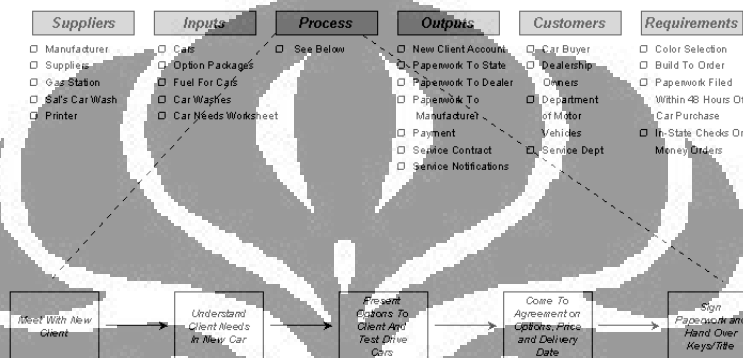 Suppliers
Manufacturer
Suppliers
Gas Station
Sal's Car Wash
Printer
Inputs
Cars
Option Packages
Fuel For Cars
Car Washes
Car Needs Worksheet
Process
See Below
Outputs
New Client Account
Paperwork To State
Paperwork To Dealer
Paperwork To
Manufacturer
Payment
Service Contract
Service Notifications
Customers
Car Buyer
Dealership
Owners
Department
of Motor
Vehicles
Service Dept
Requirements
Color Selection
Build To Order
Paperwork Filed
Within 48 Hours Of
Car Purchase
In-State Checks Or
Money Orders
Meet With New
Client
Understand
Client Needs
In New Car
Present
Options To
Client And
Test Drive
Cars
Come To
Agreement on
Options, Price
and Delivery
Date
Sign
Paperwork and
Hand Over
Keys/Title